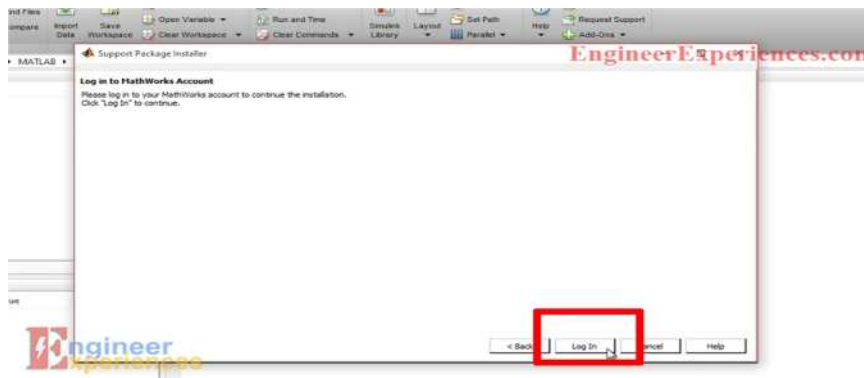 Open Variable
Run and Time
Set Path
Request Support
Import
Save
Simulink
Layout
Help
Data
Workspace
Clear Workspace
Clear Commands
Library
Parallel
Add-Ons
MATLAB
Support Package Installer
EngineerExperiences.com
Log in to MathWorks Account
Please log in to your MathWorks account to continue the installation.
Click "Log In" to continue.
< Back
Log In
Help
Engineer
Experiences